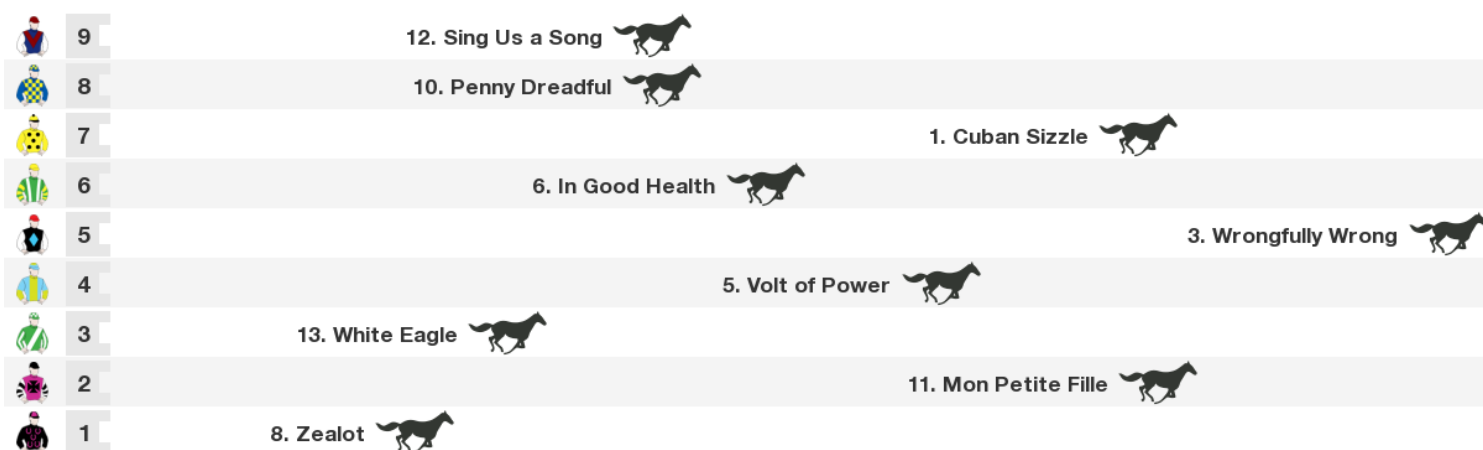 9 12. Sing Us a Song
8 10. Penny Dreadful
7 1. Cuban Sizzle
6 6. In Good Health
5 3. Wrongfully Wrong
4 5. Volt of Power
3 13. White Eagle
2 11. Mon Petite Fille
1 8. Zealot